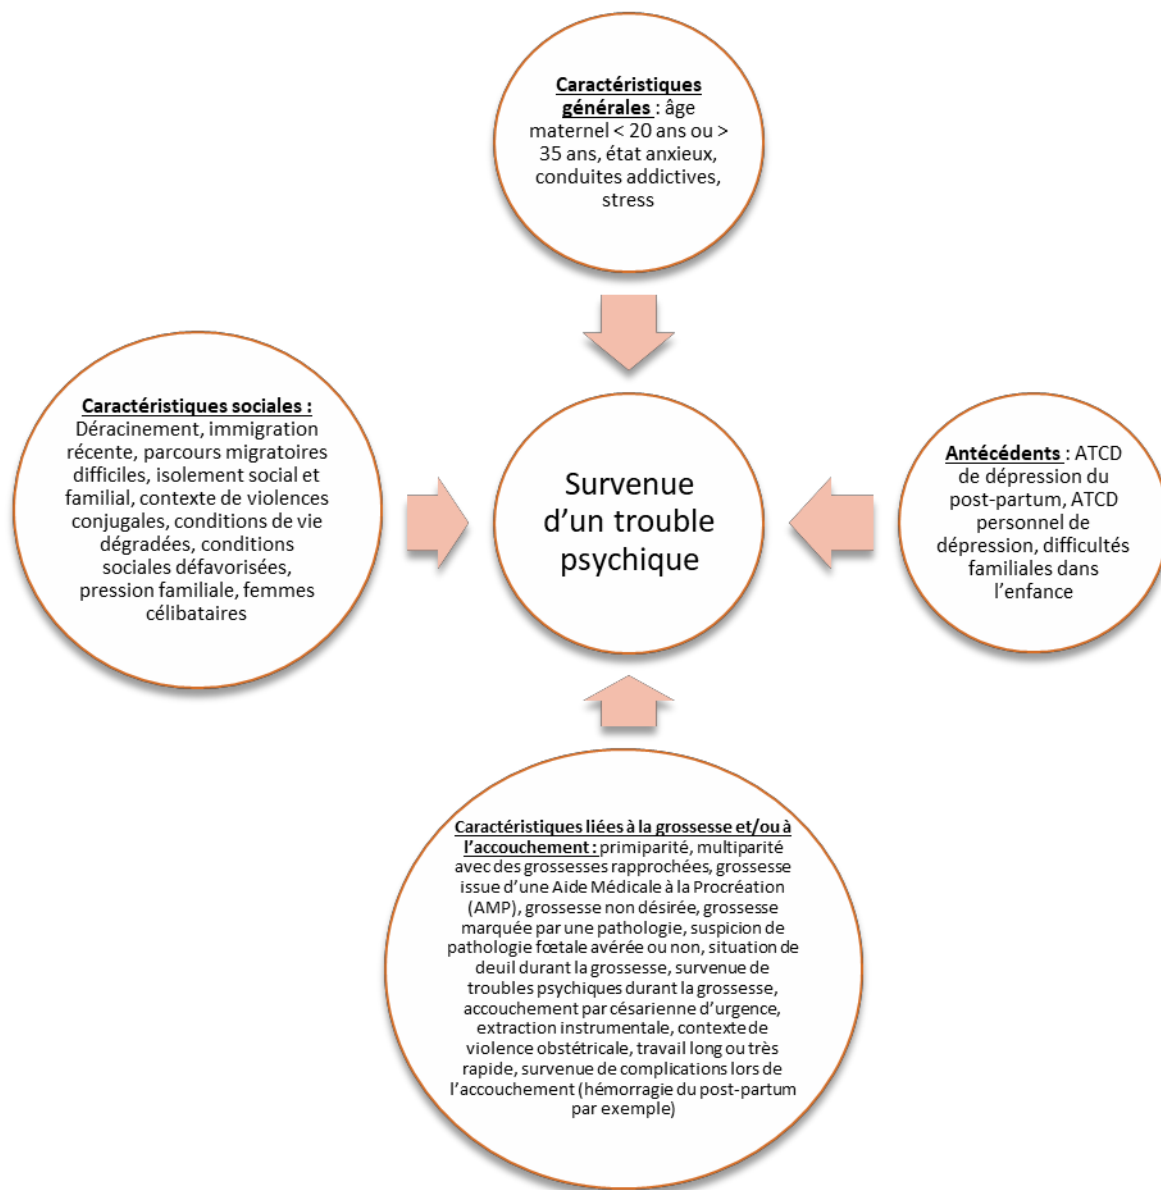 Caractéristiques
générales : âge
maternel < 20 ans ou >
35 ans, état anxieux,
conduites addictives,
stress
Caractéristiques sociales :
Déracinement, immigration
récente, parcours migratoires
difficiles, isolement social et
familial, contexte de violences
conjugales, conditions de vie
dégradées, conditions
sociales défavorisées,
pression familiale, femmes
célibataires
Survenue
d’un trouble
psychique
Antécédents : ATCD
de dépression du
post-partum, ATCD
personnel de
dépression, difficultés
familiales dans
l’enfance
Caractéristiques liées à la grossesse et/ou à
l’accouchement : primiparité, multiparité
avec des grossesses rapprochées, grossesse
issue d’une Aide Médicale à la Procréation
(AMP), grossesse non désirée, grossesse
marquée par une pathologie, suspicion de
pathologie fœtale avérée ou non, situation de
deuil durant la grossesse, survenue de
troubles psychiques durant la grossesse,
accouchement par césarienne d’urgence,
extraction instrumentale, contexte de
violence obstétricale, travail long ou très
rapide, survenue de complications lors de
l’accouchement (hémorragie du post-partum
par exemple)